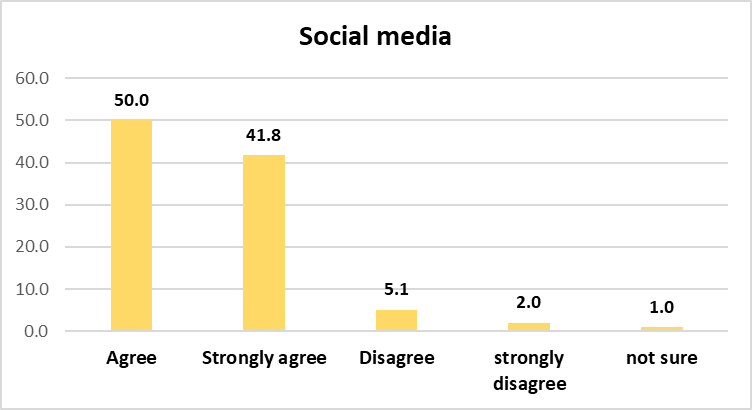 Social media
60.0
50.0
40.0
30.0
20.0
10.0
0.0
50.0
41.8
5.1
2.0
1.0
Agree
Strongly agree
Disagree
strongly
disagree
not sure